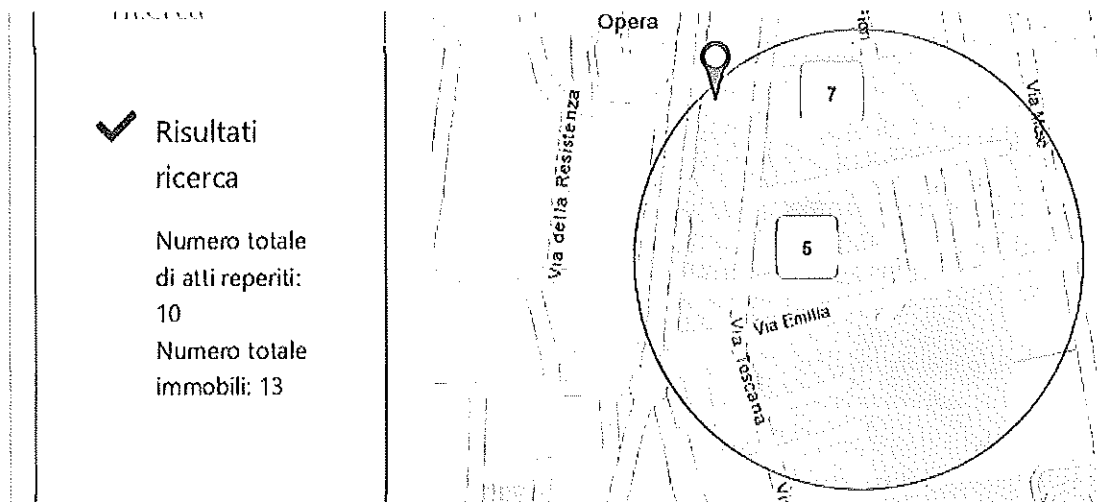 ricerca
Risultati
ricerca
Numero totale
di atti reperiti:
10
Numero totale
immobili: 13
Opera
7
Via della Resistenza
5
Via Emilia
Via Toscana